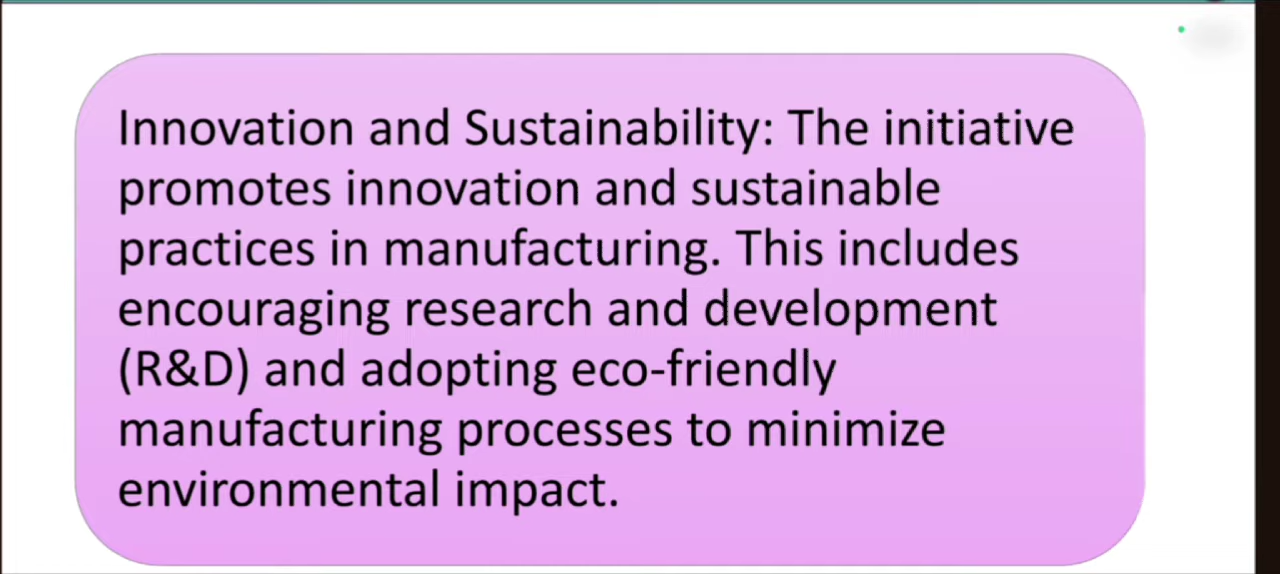 Innovation and Sustainability: The initiative
promotes innovation and sustainable
practices in manufacturing. This includes
encouraging research and development
(R&D) and adopting eco-friendly
manufacturing processes to minimize
environmental impact.